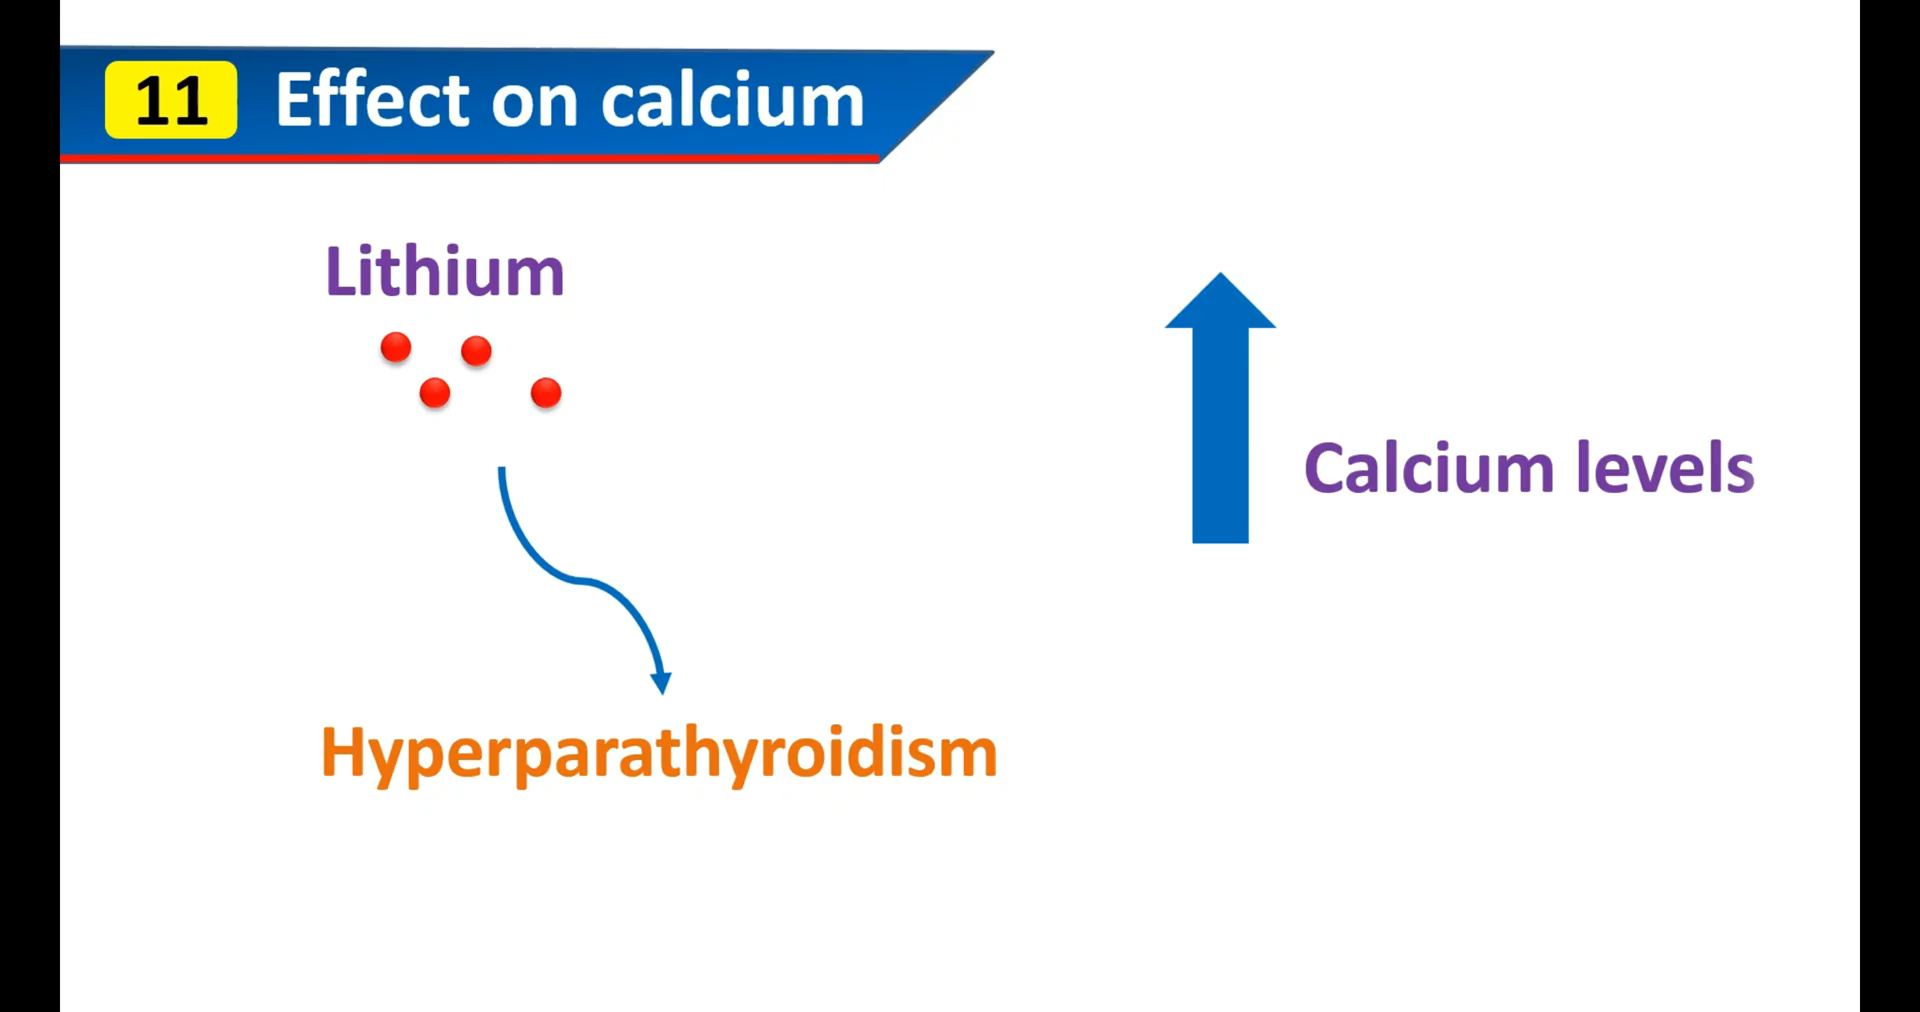 11 Effect on calcium
Lithium
Calcium levels
Hyperparathyroidism